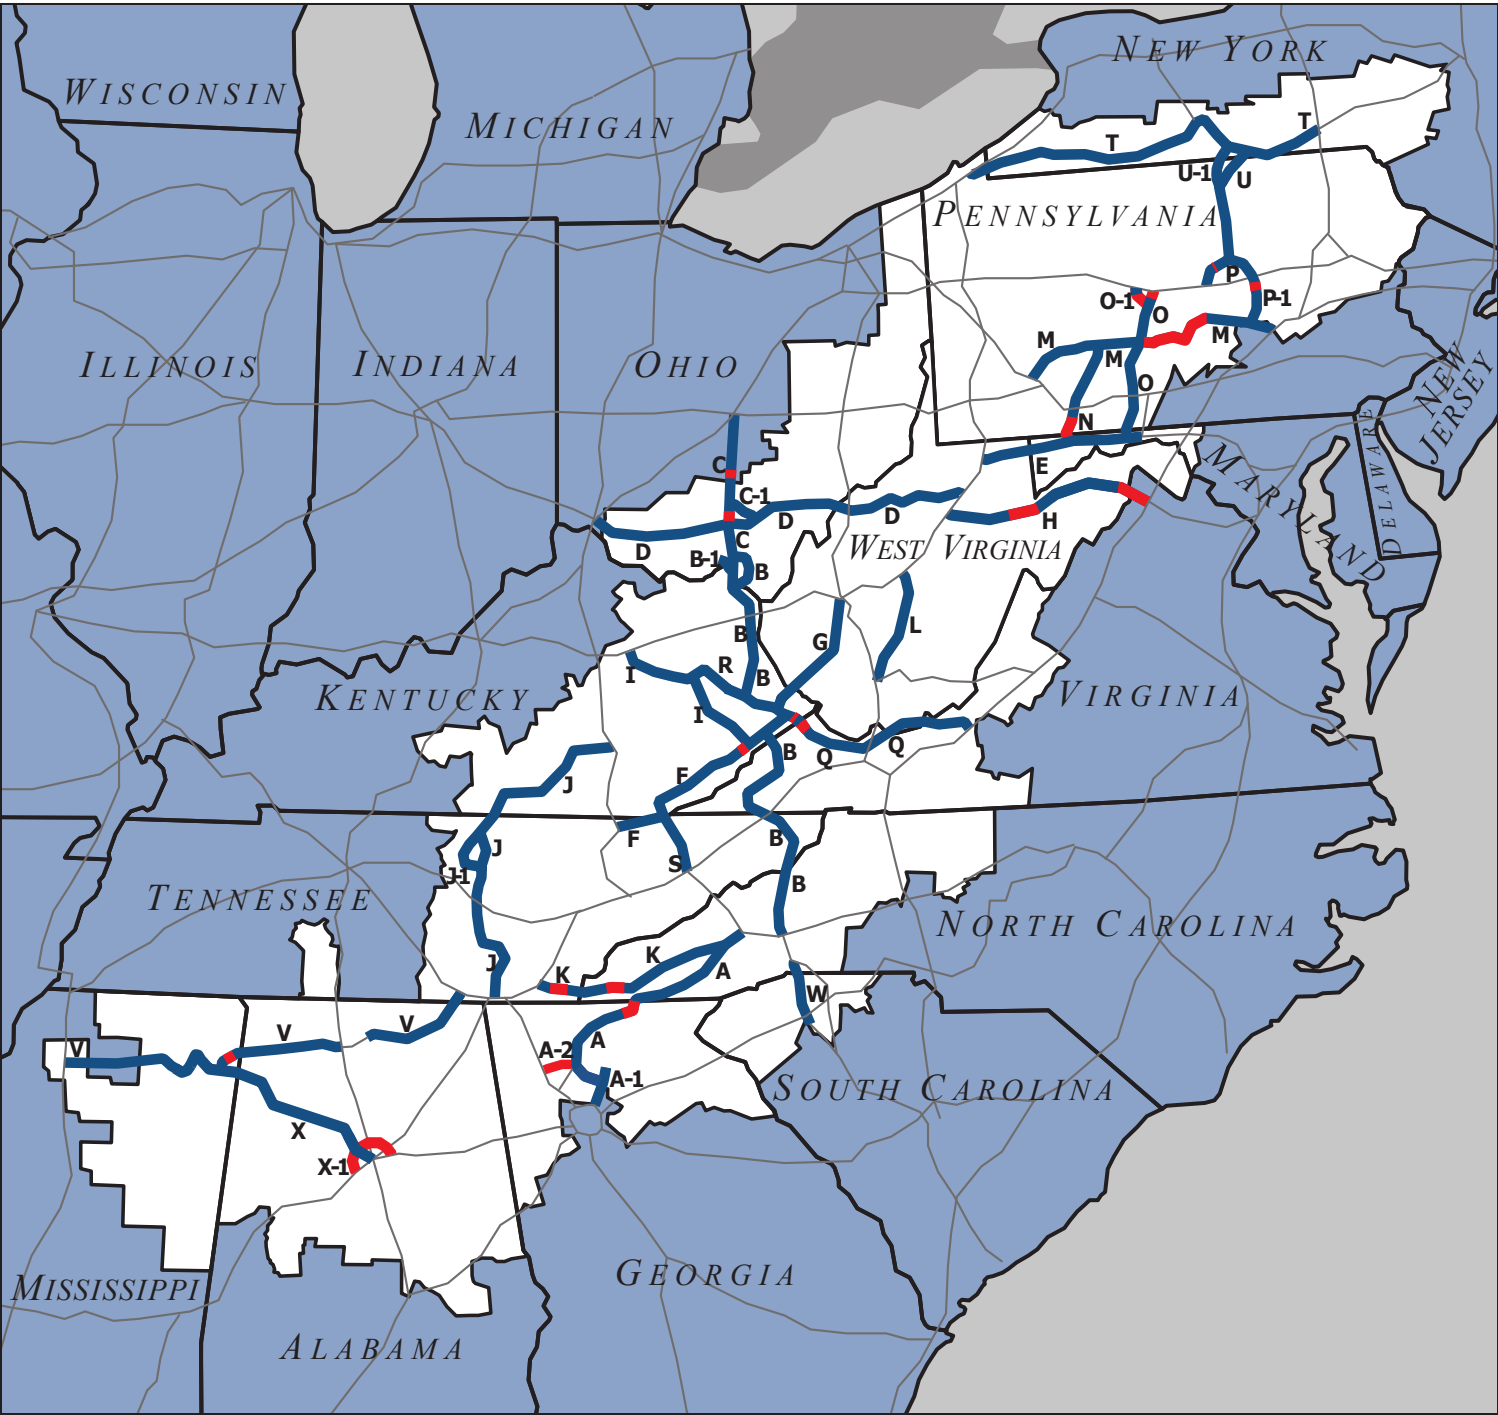 NEW YORK
WISCONSIN
MICHIGAN
T
T
U-1
U
PENNSYLVANIA
P
P-1
O-1
O
M
M
M
ILLINOIS
INDIANA
OHIO
O
NEW
JERSEY
N
DELAWARE
MARYLAND
E
C
C-1
D
D
H
D
C
WEST VIRGINIA
B-1
B
L
B
G
I
R
B
KENTUCKY
VIRGINIA
I
B
Q
Q
F
J
F
B
J
S
J-1
B
TENNESSEE
NORTH CAROLINA
K
J
K
A
W
V
V
A
V
A-2
A-1
SOUTH CAROLINA
X
X-1
MISSISSIPPI
GEORGIA
ALABAMA